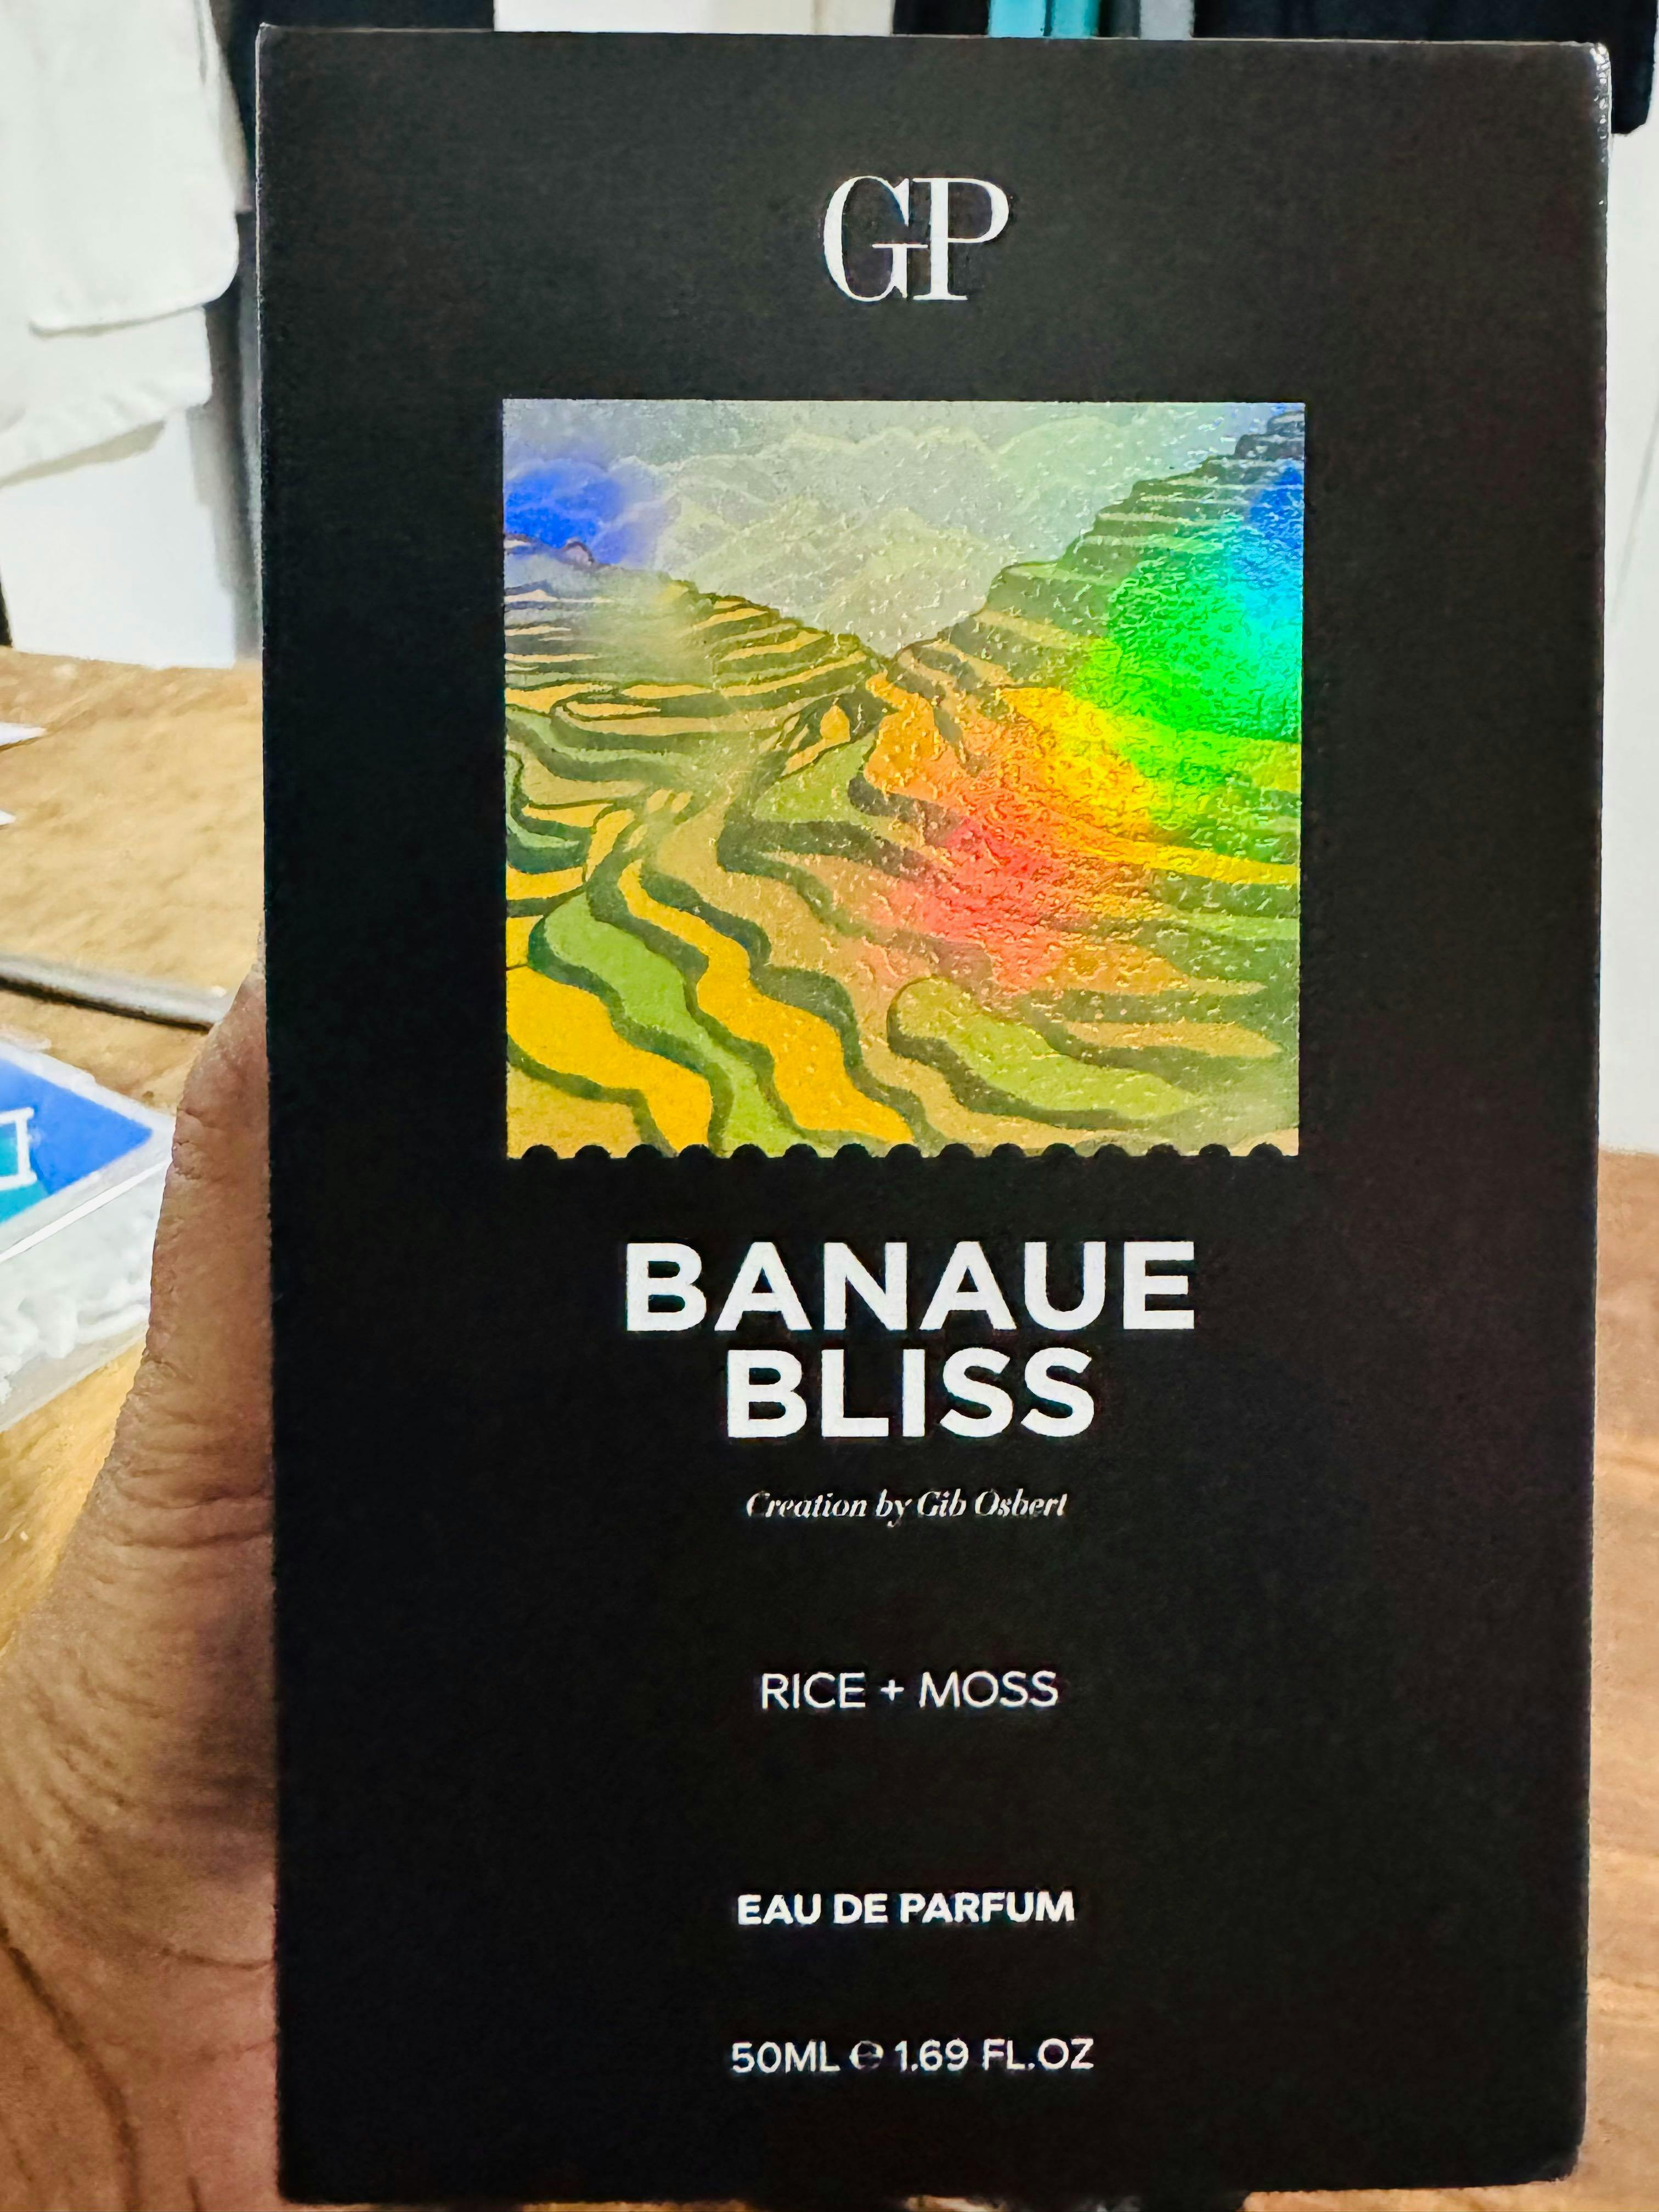 GP
BANAUE
BLISS
Creation by Gib Osbert
RICE + MOSS
EAU DE PARFUM
50ML ℮ 1.69 FL.OZ